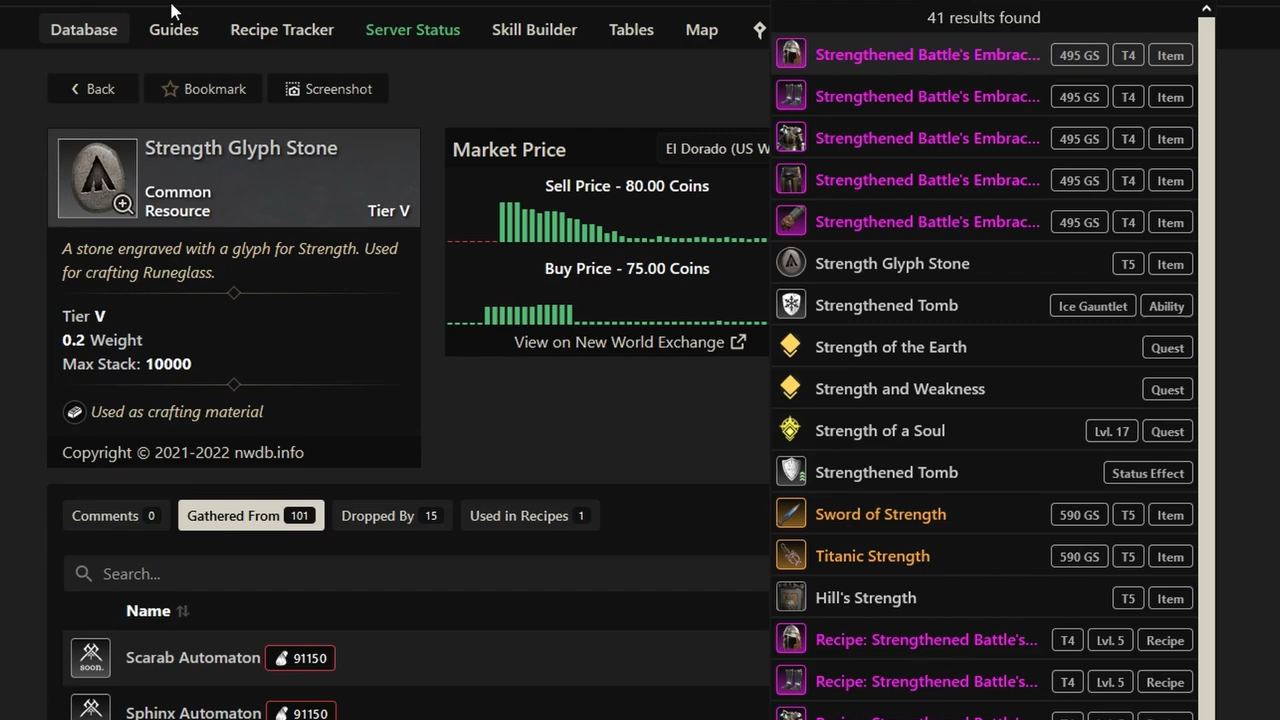 Database
Guides
Recipe Tracker
Server Status
Skill Builder
Tables
Map
Back
Bookmark
Screenshot
Strength Glyph Stone
Common
Resource
Tier V
A stone engraved with a glyph for Strength. Used
for crafting Runeglass.
Tier V
0.2 Weight
Max Stack: 10000
Used as crafting material
Copyright © 2021-2022 nwdb.info
Market Price
El Dorado (US W
Sell Price - 80.00 Coins
Buy Price - 75.00 Coins
View on New World Exchange
Comments 0
Gathered From 101
Dropped By 15
Used in Recipes 1
Search...
Name
soon.
Scarab Automaton 91150
Sphinx Automaton 91150
41 results found
Strengthened Battle's Embrac... 495 GS T4 Item
Strengthened Battle's Embrac... 495 GS T4 Item
Strengthened Battle's Embrac... 495 GS T4 Item
Strengthened Battle's Embrac... 495 GS T4 Item
Strengthened Battle's Embrac... 495 GS T4 Item
Strength Glyph Stone T5 Item
Strengthened Tomb Ice Gauntlet Ability
Strength of the Earth Quest
Strength and Weakness Quest
Strength of a Soul Lvl. 17 Quest
Strengthened Tomb Status Effect
Sword of Strength 590 GS T5 Item
Titanic Strength 590 GS T5 Item
Hill's Strength T5 Item
Recipe: Strengthened Battle's... T4 Lvl. 5 Recipe
Recipe: Strengthened Battle's... T4 Lvl. 5 Recipe